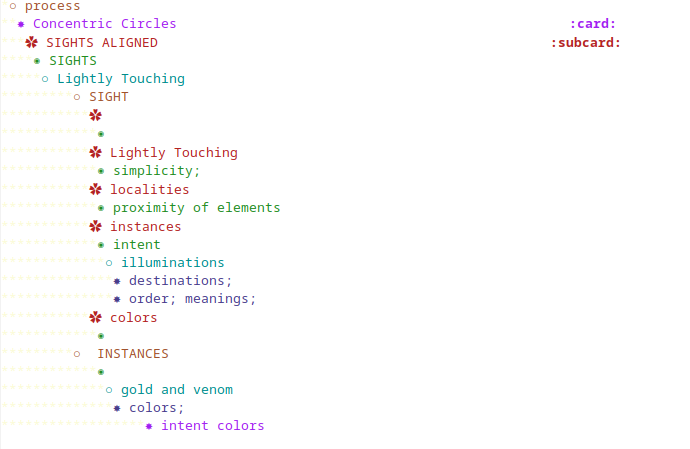 process
Concentric Circles :card:
SIGHTS ALIGNED :subcard:
SIGHTS
Lightly Touching
SIGHT
Lightly Touching
simplicity;
localities
proximity of elements
instances
intent
illuminations
destinations;
order; meanings;
colors
INSTANCES
gold and venom
colors;
intent colors